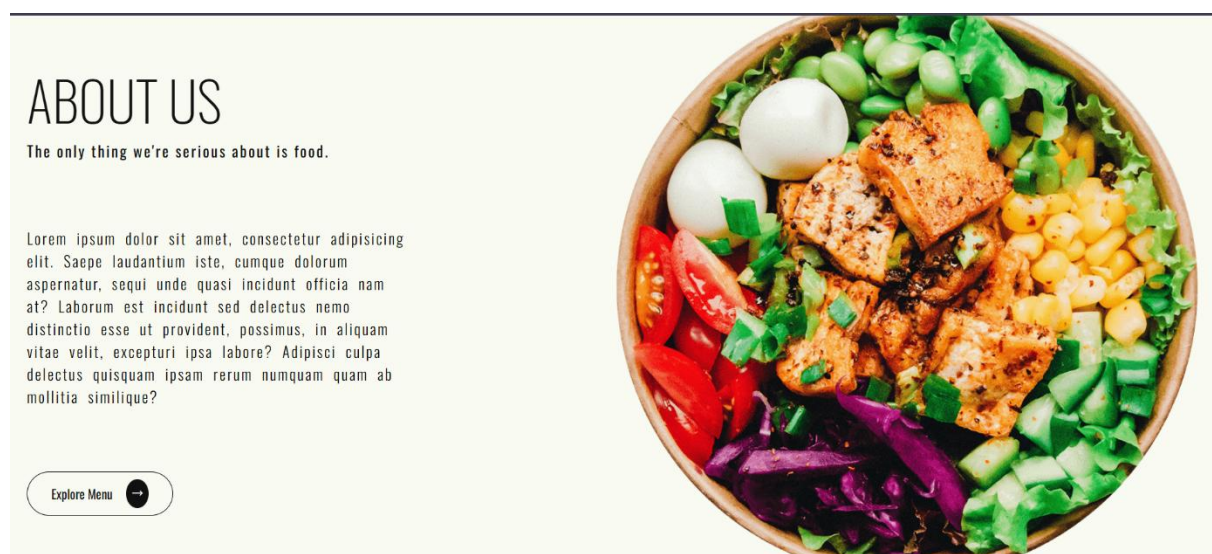 ABOUT US
The only thing we're serious about is food.
Lorem ipsum dolor sit amet, consectetur adipisicing
elit. Saepe laudantium iste, cumque dolorum
aspernatur, sequi unde quasi incidunt officia nam
at? Laborum est incidunt sed delectus nemo
distinctio esse ut provident, possimus, in aliquam
vitae velit, excepturi ipsa labore? Adipisci culpa
delectus quisquam ipsam rerum numquam quam ab
mollitia similique?
Explore Menu →